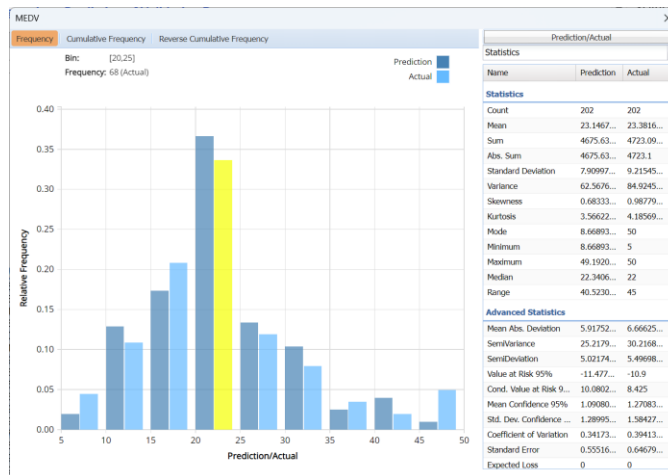 MEDV
Frequency Cumulative Frequency Reverse Cumulative Frequency
Bin: [20,25]
Frequency: 68 (Actual)
Prediction
Actual
0.40
0.35
0.30
0.25
0.20
0.15
0.10
0.05
0.00
Relative Frequency
5 10 15 20 25 30 35 40 45 50
Prediction/Actual
Prediction/Actual
Statistics
Name Prediction Actual
Statistics
Count 202 202
Mean 23.1467... 23.3816...
Sum 4675.63... 4723.09...
Abs. Sum 4675.63... 4723.1
Standard Deviation 7.90997... 9.21545...
Variance 62.5676... 84.9245...
Skewness 0.68333... 0.98779...
Kurtosis 3.56622... 4.18569...
Mode 8.66893... 50
Minimum 8.66893... 5
Maximum 49.1920... 50
Median 22.3406... 22
Range 40.5230... 45
Advanced Statistics
Mean Abs. Deviation 5.91752... 6.66625...
SemiVariance 25.2179... 30.2168...
SemiDeviation 5.02174... 5.49698...
Value at Risk 95% -11.477... -10.9
Cond. Value at Risk 9... 10.0802... 8.425
Mean Confidence 95% 1.09080... 1.27083...
Std. Dev. Confidence ... 1.28995... 1.58427...
Coefficient of Variation 0.34173... 0.39413...
Standard Error 0.55516... 0.64679...
Expected Loss 0 0